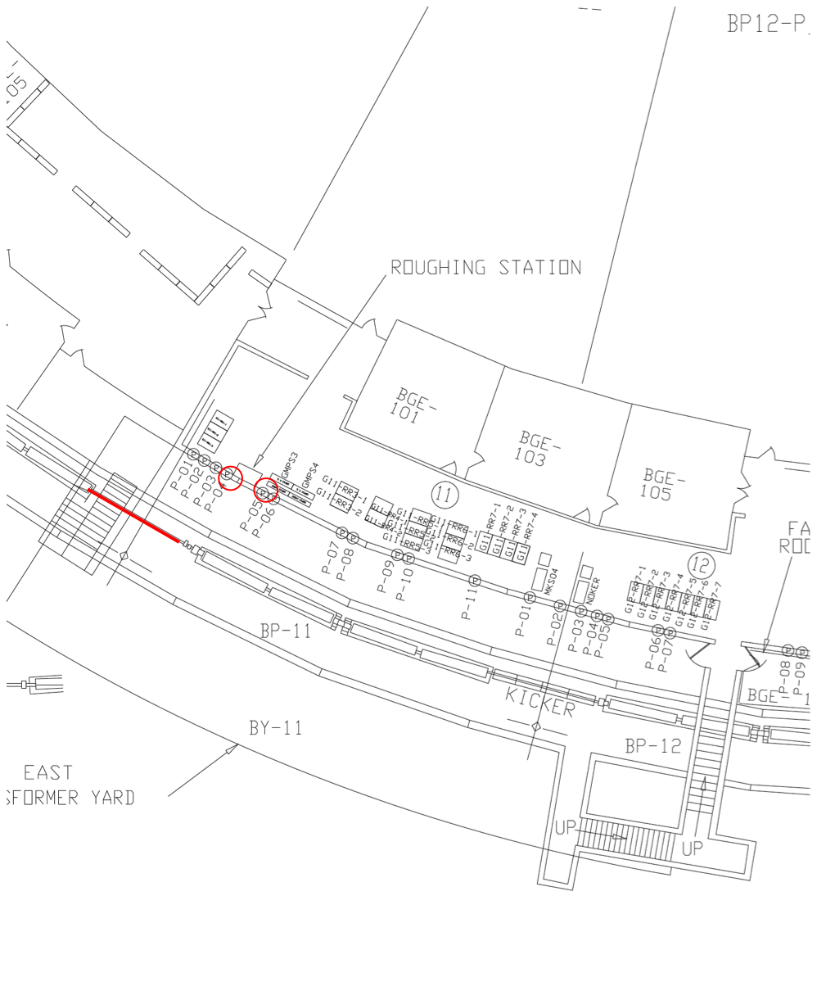 BP12-P
05
ROUGHING STATION
BGE-
101
BGE-
103
BGE-
105
GMPS3
GMPS4
G11-RR3-1
G11-RR3-2
11
G11-RR7-1
G11-RR7-2
G11-RR7-3
G11-RR7-4
P-01
P-02
P-03
P-04
P-05
P-06
P-07
P-08
P-09
P-10
P-11
MKS04
P-01
P-02
P-03
P-04
P-05
P-06
P-07
12
G12-RR7-1
G12-RR7-2
G12-RR7-3
G12-RR7-4
G12-RR7-5
G12-RR7-6
G12-RR7-7
FA
P-08
P-09
BGE-1
BP-11
KICKER
BY-11
BP-12
EAST
SFORMER YARD
UP
UP